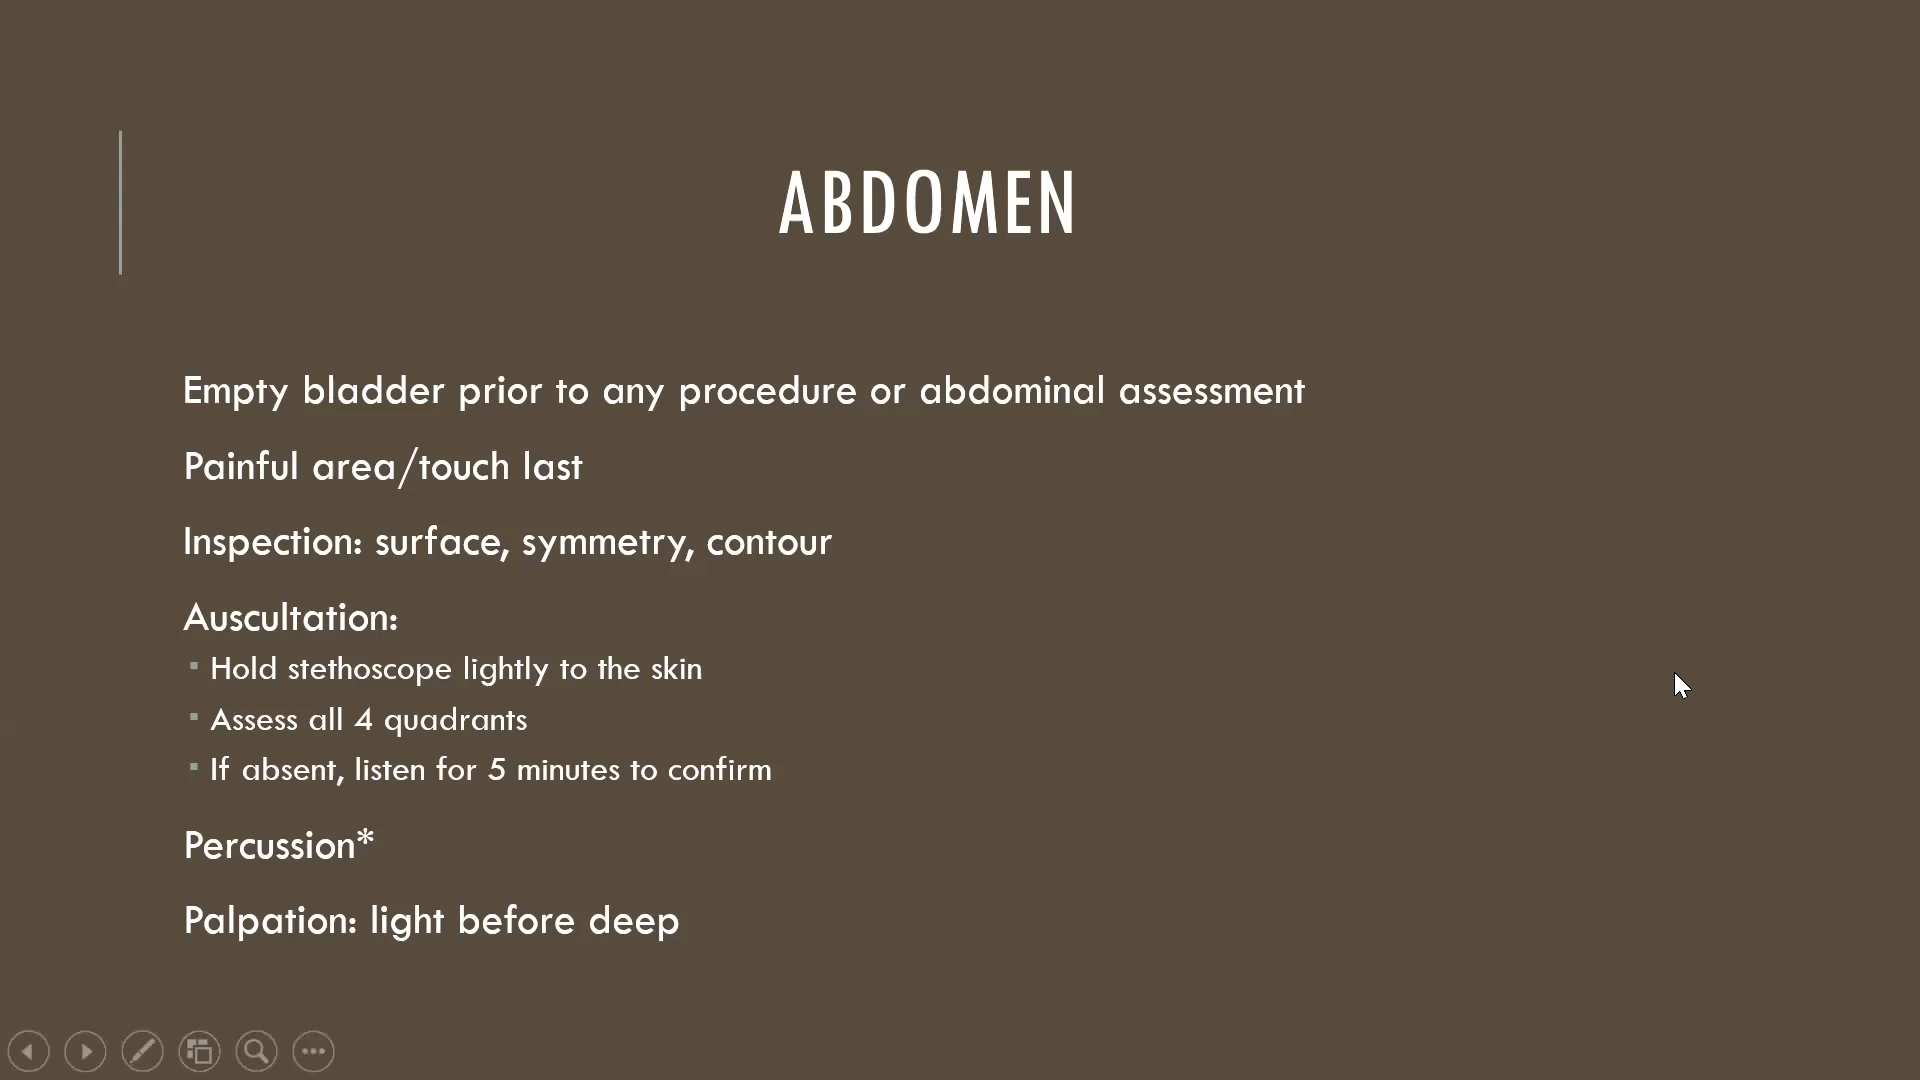 ABDOMEN
Empty bladder prior to any procedure or abdominal assessment
Painful area/touch last
Inspection: surface, symmetry, contour
Auscultation:
▪ Hold stethoscope lightly to the skin
▪ Assess all 4 quadrants
▪ If absent, listen for 5 minutes to confirm
Percussion*
Palpation: light before deep